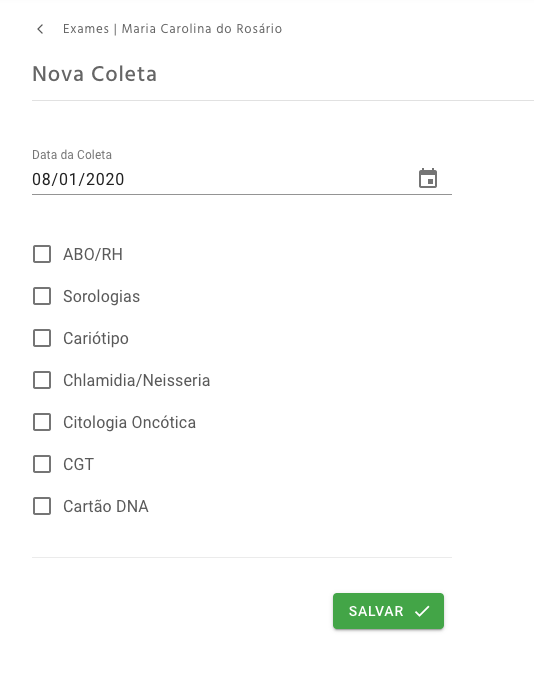 Exames | Maria Carolina do Rosário
Nova Coleta
Data da Coleta
08/01/2020
ABO/RH
Sorologias
Cariótipo
Chlamidia/Neisseria
Citologia Oncótica
CGT
Cartão DNA
SALVAR